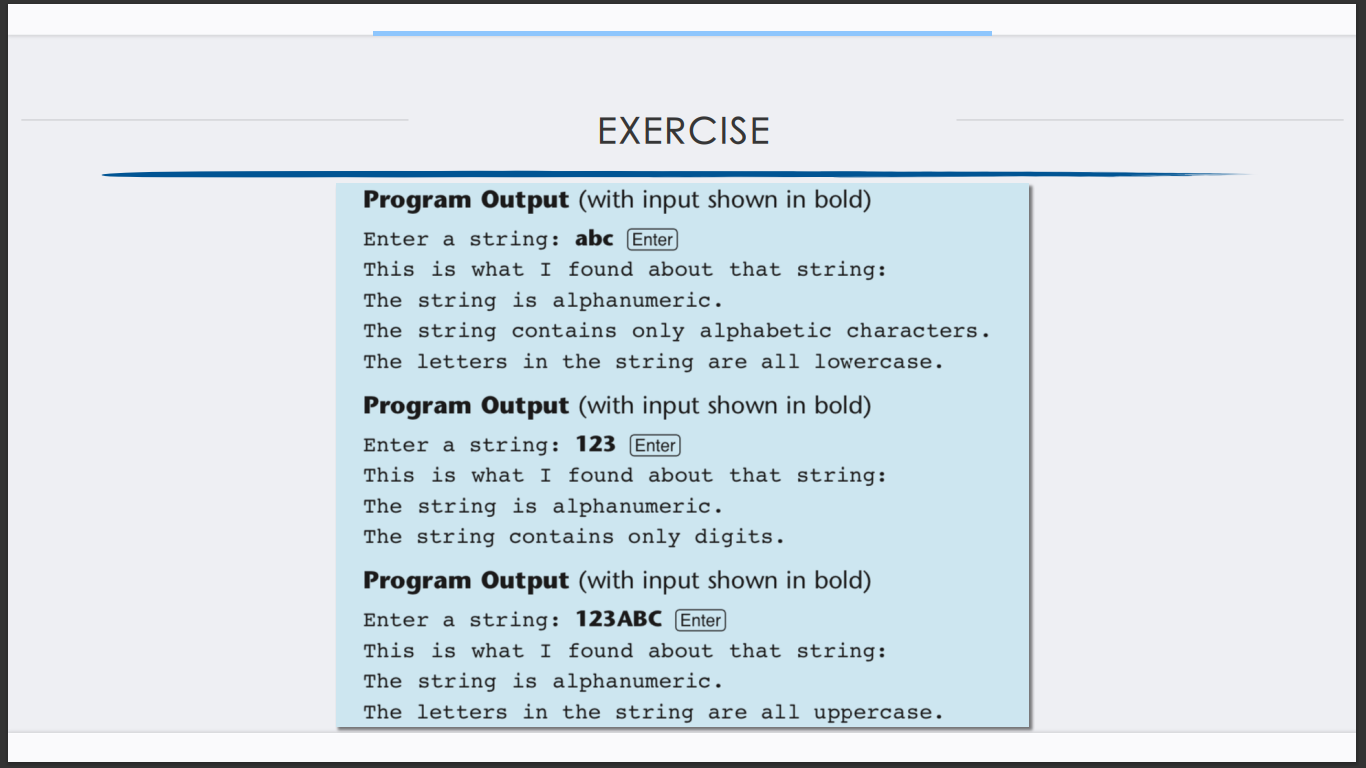 EXERCISE
Program Output (with input shown in bold)
Enter a string: abc Enter
This is what I found about that string:
The string is alphanumeric.
The string contains only alphabetic characters.
The letters in the string are all lowercase.
Program Output (with input shown in bold)
Enter a string: 123 Enter
This is what I found about that string:
The string is alphanumeric.
The string contains only digits.
Program Output (with input shown in bold)
Enter a string: 123ABC Enter
This is what I found about that string:
The string is alphanumeric.
The letters in the string are all uppercase.